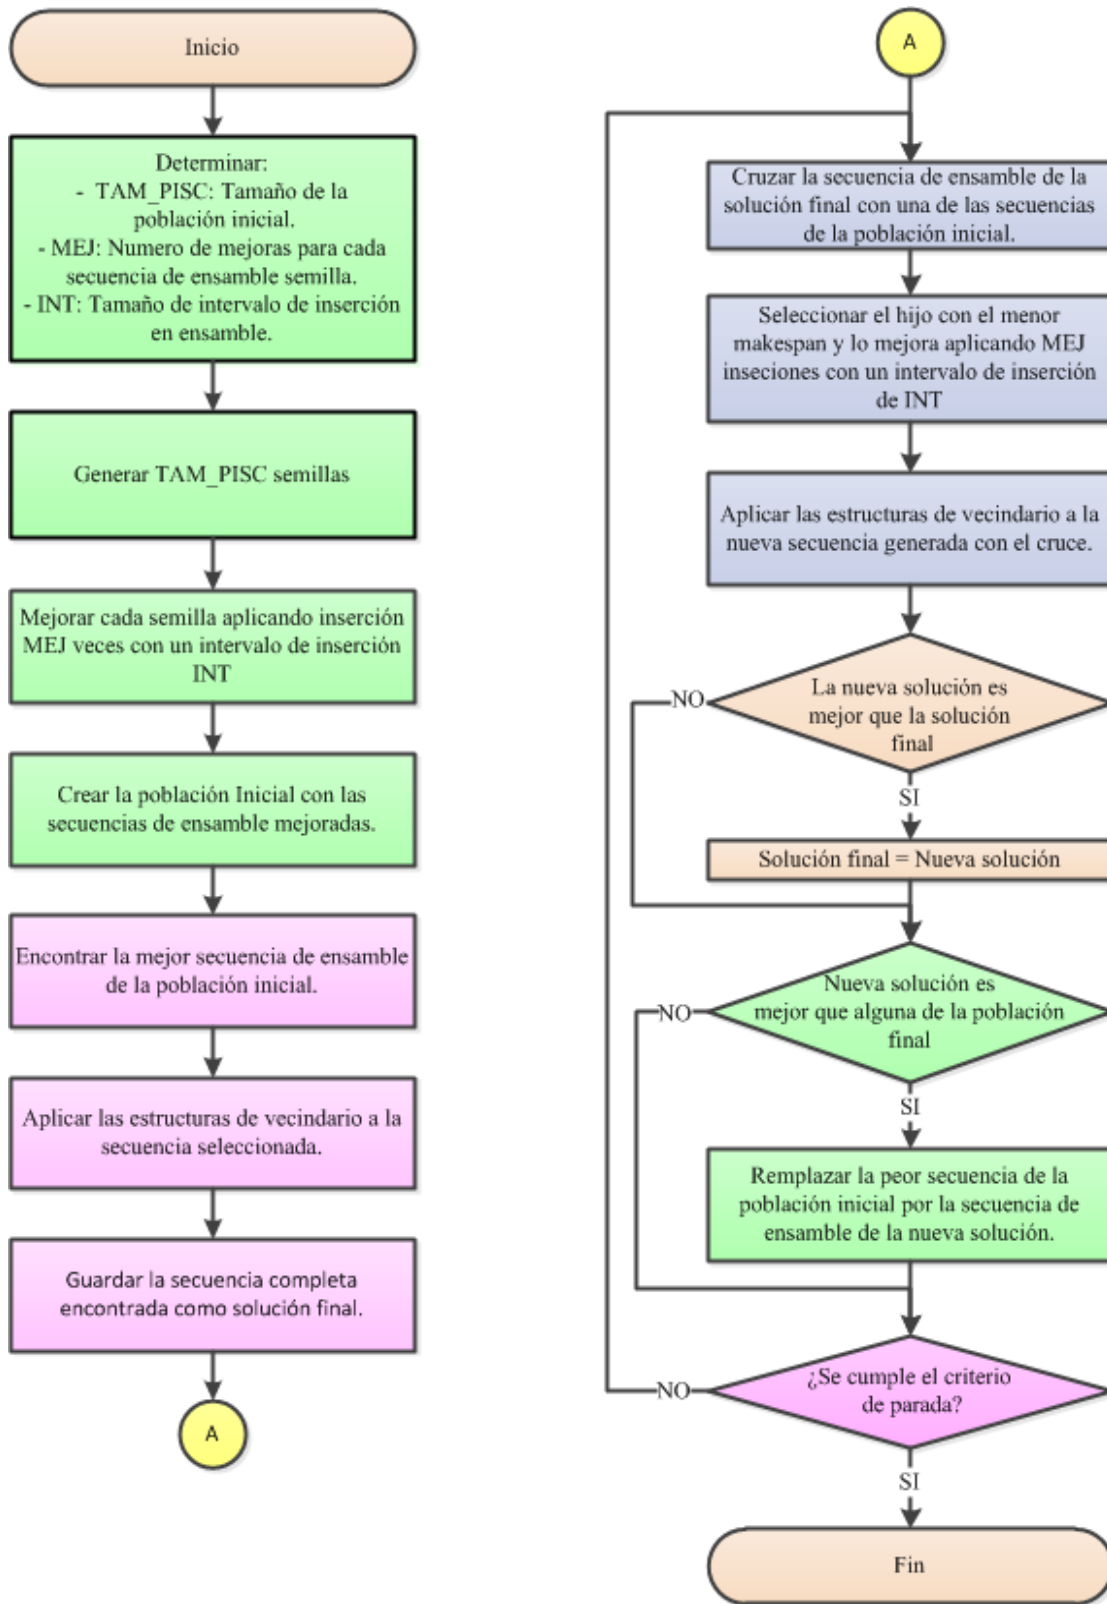 Inicio
Determinar:
- TAM_PISC: Tamaño de la
población inicial.
- MEJ: Numero de mejoras para cada
secuencia de ensamble semilla.
- INT: Tamaño de intervalo de inserción
en ensamble.
Generar TAM_PISC semillas
Mejorar cada semilla aplicando inserción
MEJ veces con un intervalo de inserción
INT
Crear la población Inicial con las
secuencias de ensamble mejoradas.
Encontrar la mejor secuencia de ensamble
de la población inicial.
Aplicar las estructuras de vecindario a la
secuencia seleccionada.
Guardar la secuencia completa
encontrada como solución final.
A
A
Cruzar la secuencia de ensamble de la
solución final con una de las secuencias
de la población inicial.
Seleccionar el hijo con el menor
makespan y lo mejora aplicando MEJ
inseciones con un intervalo de inserción
de INT
Aplicar las estructuras de vecindario a la
nueva secuencia generada con el cruce.
La nueva solución es
mejor que la solución
final
NO
SI
Solución final = Nueva solución
Nueva solución es
mejor que alguna de la población
final
NO
SI
Remplazar la peor secuencia de la
población inicial por la secuencia de
ensamble de la nueva solución.
¿Se cumple el criterio
de parada?
NO
SI
Fin